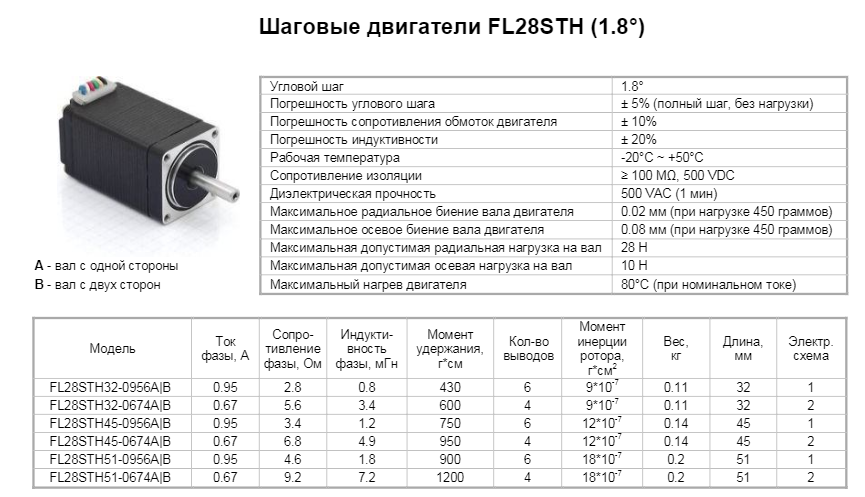 Шаговые двигатели FL28STH (1.8°)
Угловой шаг 1.8°
Погрешность углового шага ± 5% (полный шаг, без нагрузки)
Погрешность сопротивления обмоток двигателя ± 10%
Погрешность индуктивности ± 20%
Рабочая температура -20°C ~ +50°C
Сопротивление изоляции ≥ 100 MΩ, 500 VDC
Диэлектрическая прочность 500 VAC (1 мин)
Максимальное радиальное биение вала двигателя 0.02 мм (при нагрузке 450 граммов)
Максимальное осевое биение вала двигателя 0.08 мм (при нагрузке 450 граммов)
Максимальная допустимая радиальная нагрузка на вал 28 Н
Максимальная допустимая осевая нагрузка на вал 10 Н
Максимальный нагрев двигателя 80°C (при номинальном токе)
A - вал с одной стороны
B - вал с двух сторон
Модель Ток фазы, А Сопро-тивление фазы, Ом Индукти-вность фазы, мГн Момент удержания, г*см Кол-во выводов Момент инерции ротора, г*см² Вес, кг Длина, мм Электр. схема
FL28STH32-0956A|B 0.95 2.8 0.8 430 6 9*10⁻⁷ 0.11 32 1
FL28STH32-0674A|B 0.67 5.6 3.4 600 4 9*10⁻⁷ 0.11 32 2
FL28STH45-0956A|B 0.95 3.4 1.2 750 6 12*10⁻⁷ 0.14 45 1
FL28STH45-0674A|B 0.67 6.8 4.9 950 4 12*10⁻⁷ 0.14 45 2
FL28STH51-0956A|B 0.95 4.6 1.8 900 6 18*10⁻⁷ 0.2 51 1
FL28STH51-0674A|B 0.67 9.2 7.2 1200 4 18*10⁻⁷ 0.2 51 2